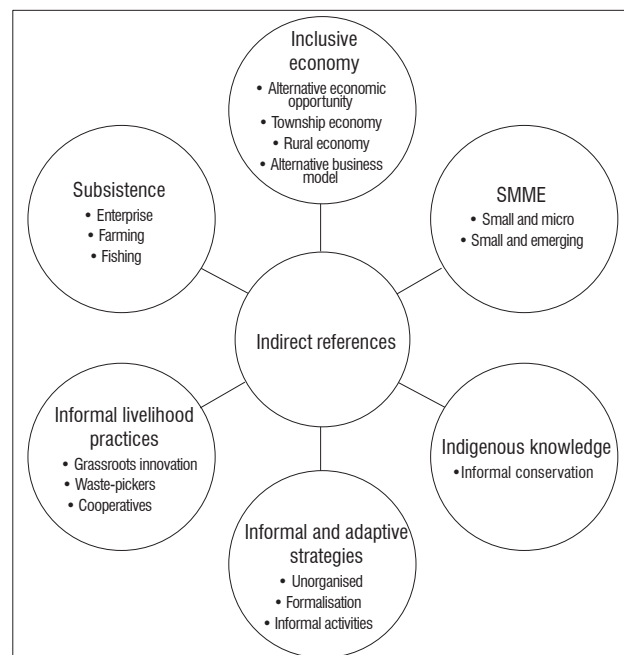 Inclusive
economy
• Alternative economic
opportunity
• Township economy
• Rural economy
• Alternative business
model
Subsistence
• Enterprise
• Farming
• Fishing
SMME
• Small and micro
• Small and emerging
Indirect references
Informal livelihood
practices
• Grassroots innovation
• Waste-pickers
• Cooperatives
Indigenous knowledge
• Informal conservation
Informal and adaptive
strategies
• Unorganised
• Formalisation
• Informal activities